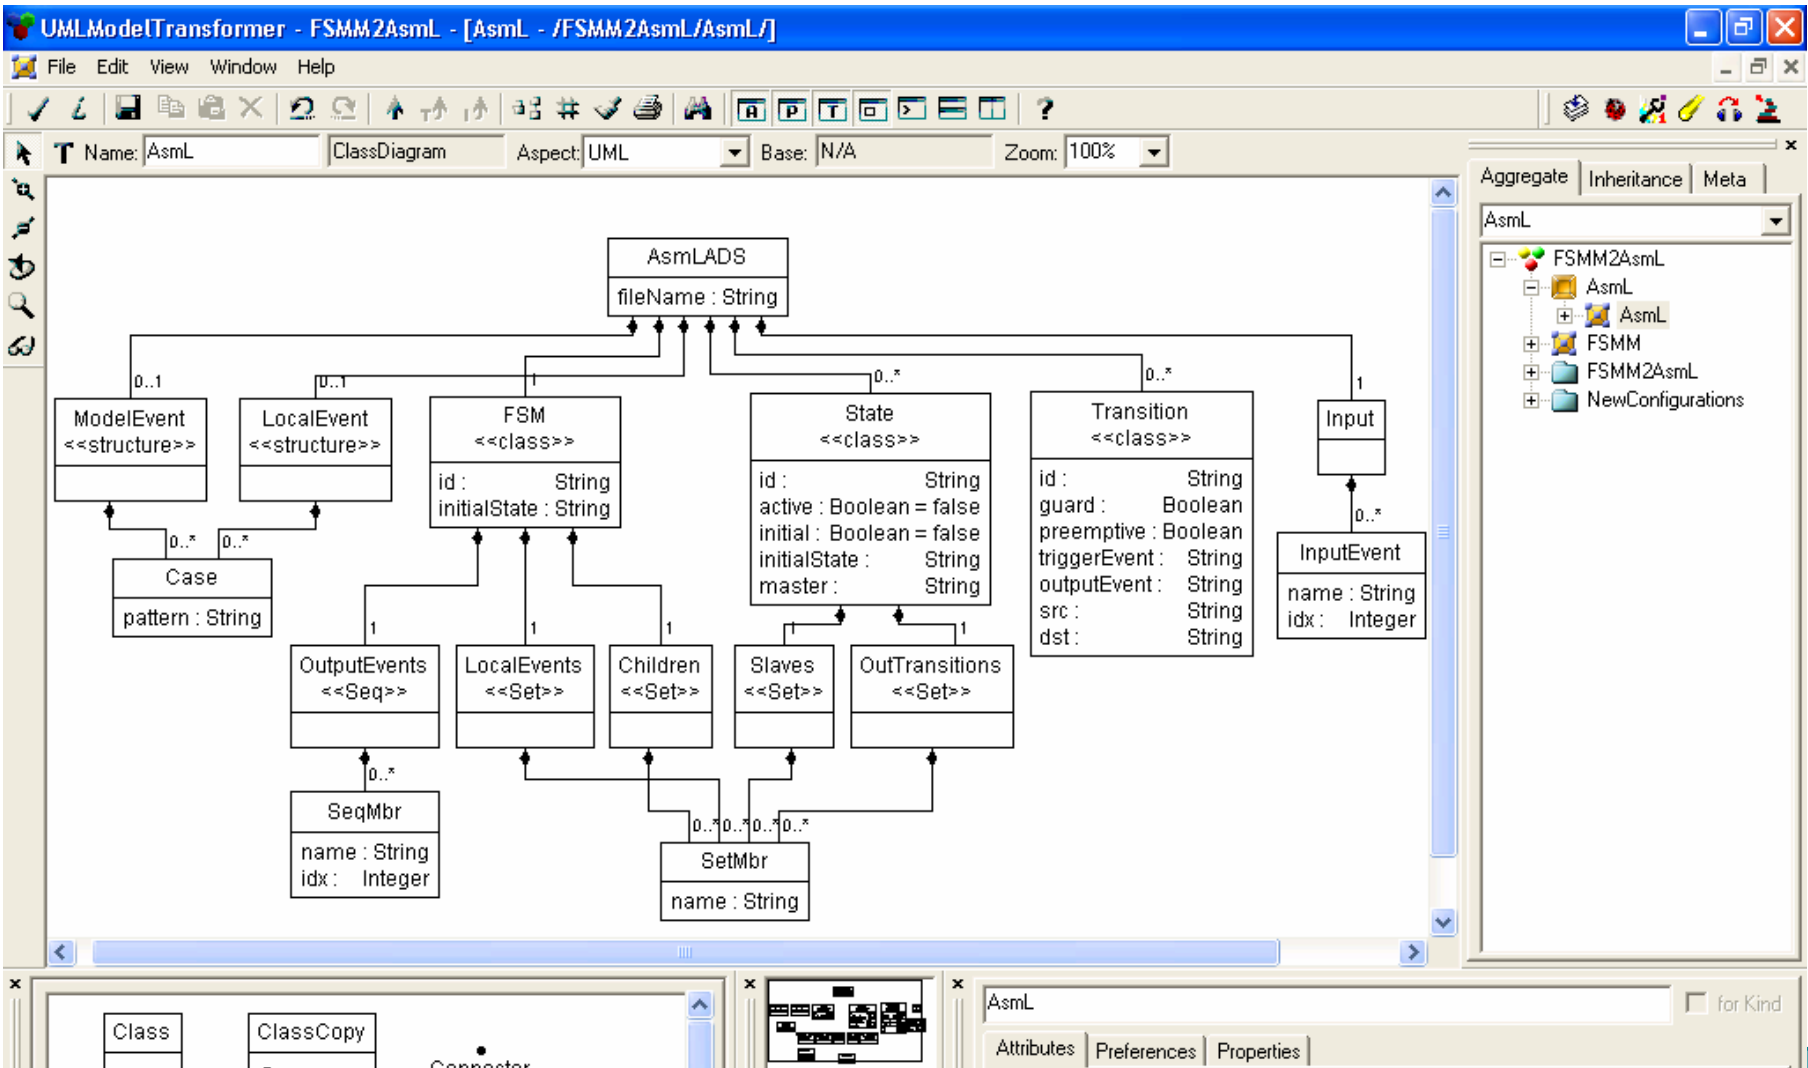 UMLModelTransformer - FSMM2AsmL - [AsmL - /FSMM2AsmL/AsmL/]
File Edit View Window Help
Name: AsmL ClassDiagram Aspect: UML Base: N/A Zoom: 100%
Aggregate Inheritance Meta
AsmL
FSMM2AsmL
AsmL
AsmL
FSMM
FSMM2AsmL
NewConfigurations
AsmLADS
fileName : String
0..1 0..1 1 0..* 0..* 1
ModelEvent
<<structure>>
LocalEvent
<<structure>>
FSM
<<class>>
id : String
initialState : String
State
<<class>>
id : String
active : Boolean = false
initial : Boolean = false
initialState : String
master : String
Transition
<<class>>
id : String
guard : Boolean
preemptive : Boolean
triggerEvent : String
outputEvent : String
src : String
dst : String
Input
0..*
InputEvent
name : String
idx : Integer
0..* 0..*
Case
pattern : String
1 1 1 1 1
OutputEvents
<<Seq>>
LocalEvents
<<Set>>
Children
<<Set>>
Slaves
<<Set>>
OutTransitions
<<Set>>
0..*
SeqMbr
name : String
idx : Integer
0..* 0..* 0..* 0..*
SetMbr
name : String
Class
ClassCopy
AsmL
for Kind
Attributes Preferences Properties